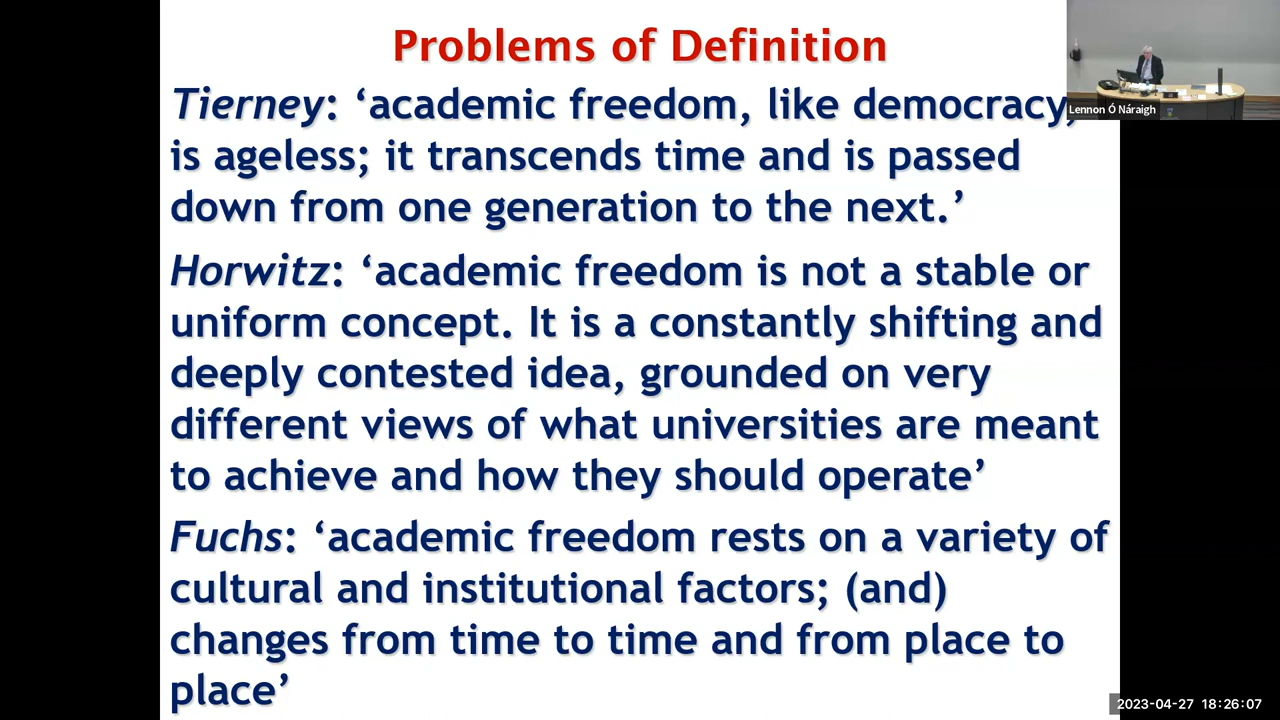 Problems of Definition
Tierney: ‘academic freedom, like democracy,
is ageless; it transcends time and is passed
down from one generation to the next.’
Horwitz: ‘academic freedom is not a stable or
uniform concept. It is a constantly shifting and
deeply contested idea, grounded on very
different views of what universities are meant
to achieve and how they should operate’
Fuchs: ‘academic freedom rests on a variety of
cultural and institutional factors; (and)
changes from time to time and from place to
place’
Lennon Ó Náraigh
2023-04-27 18:26:07